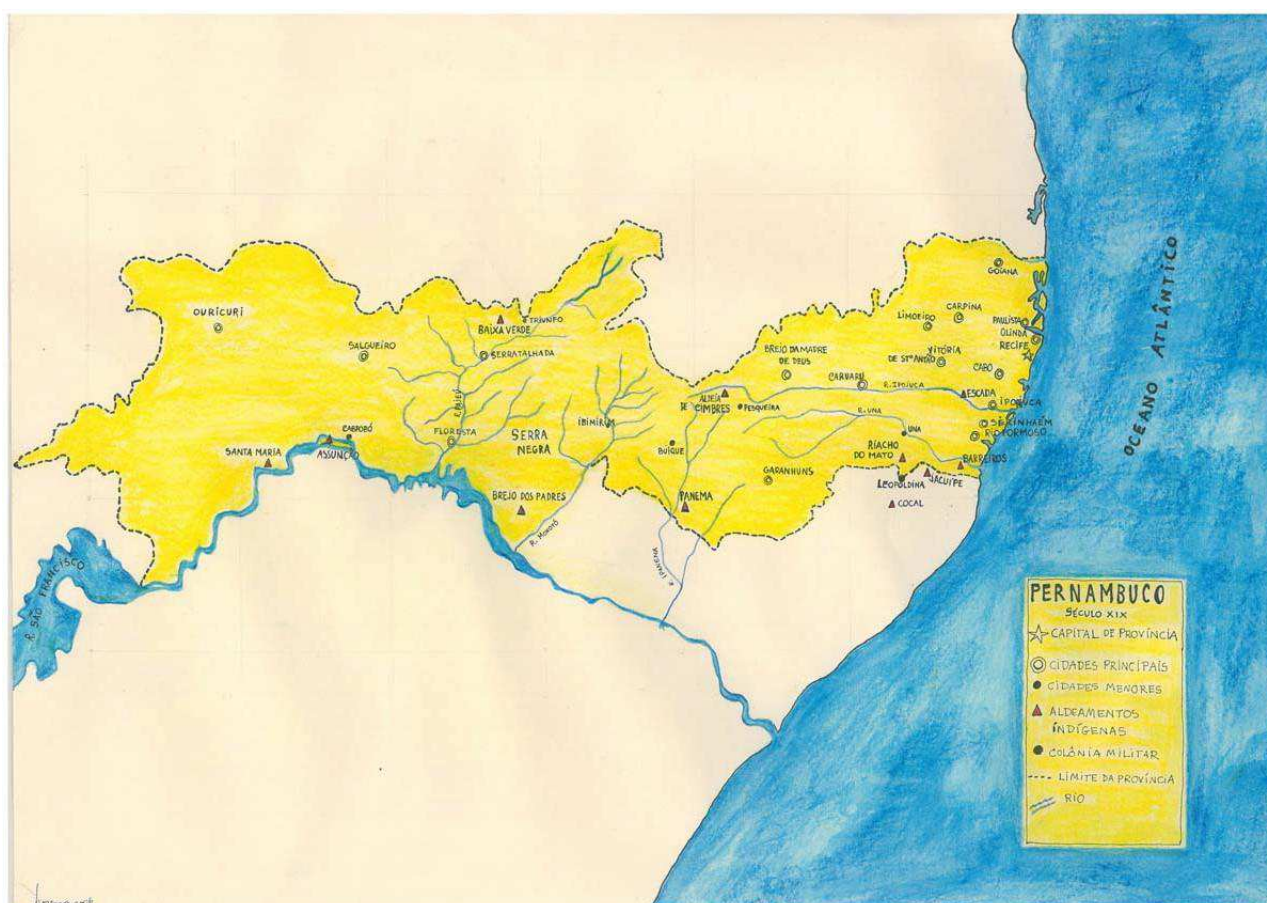 GOIANA
OURICURI
CARPINA
LIMOEIRO
PAULISTA
OLINDA
RECIFE
TRIUNFO
BAIXA VERDE
SALGUEIRO
SERRATALHADA
BREJO DA MADRE
DE DEUS
VITÓRIA
DE STO ANTÃO
CABO
CARUARU
R. IPOJUCA
ESCADA
IPOJUCA
ALDEIA
DE CIMBRES
PESQUEIRA
R. UNA
UNA
SERINHAÉM
RIO FORMOSO
IBIMIRIM
FLORESTA
SERRA
NEGRA
CABROBÓ
ASSUNÇÃO
SANTA MARIA
BUÍQUE
RIACHO
DO MATO
BARREIROS
GARANHUNS
LEOPOLDINA
JACUÍPE
COCAL
BREJO DOS PADRES
PANEMA
R. MOXOTÓ
R. IPANEMA
R. SÃO FRANCISCO
OCEANO ATLÂNTICO
PERNAMBUCO
SÉCULO XIX
CAPITAL DE PROVÍNCIA
CIDADES PRINCIPAIS
CIDADES MENORES
ALDEAMENTOS
INDÍGENAS
COLÔNIA MILITAR
LIMITE DA PROVÍNCIA
RIO